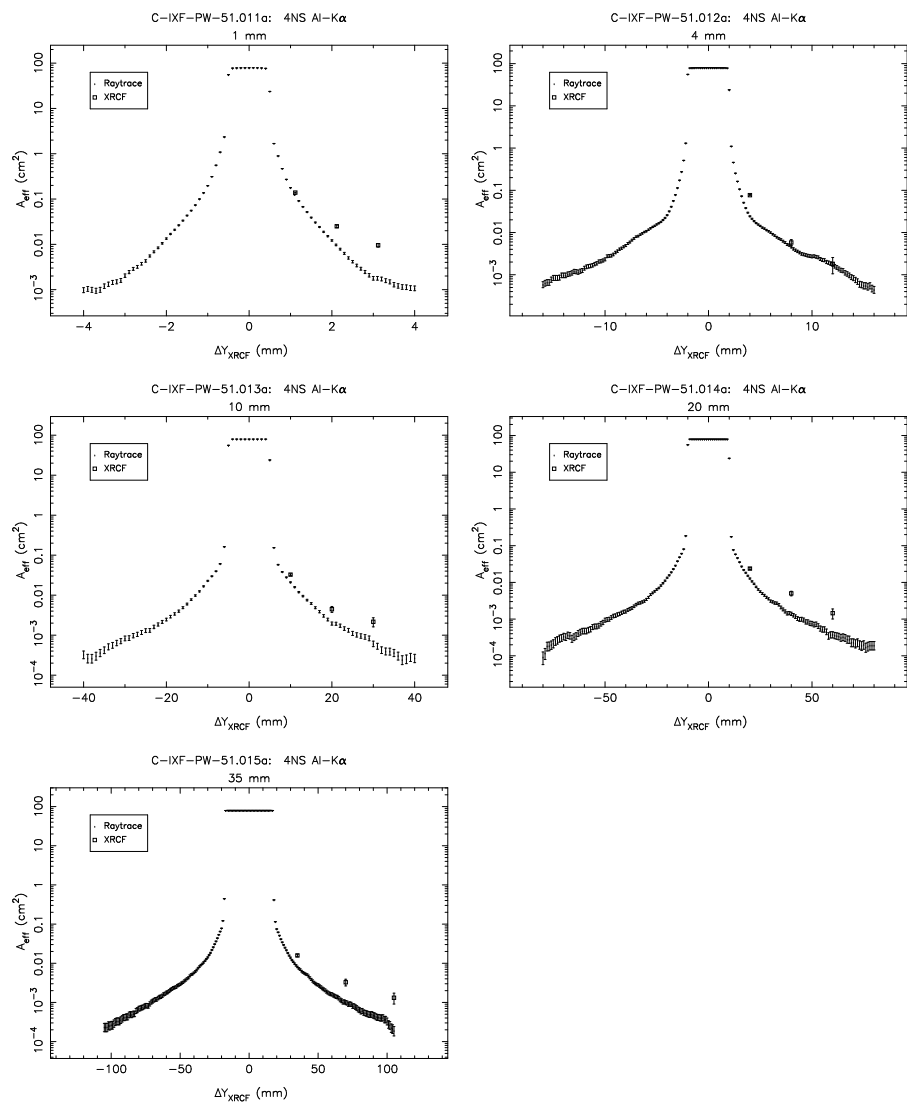 C-IXF-PW-51.011a: 4NS Al-Kα
1 mm
100
10
1
0.1
0.01
10⁻³
A_eff (cm²)
Raytrace
XRCF
−4 −2 0 2 4
ΔY_XRCF (mm)
C-IXF-PW-51.012a: 4NS Al-Kα
4 mm
100
10
1
0.1
0.01
10⁻³
A_eff (cm²)
Raytrace
XRCF
−10 0 10
ΔY_XRCF (mm)
C-IXF-PW-51.013a: 4NS Al-Kα
10 mm
100
10
1
0.1
0.01
10⁻³
10⁻⁴
A_eff (cm²)
Raytrace
XRCF
−40 −20 0 20 40
ΔY_XRCF (mm)
C-IXF-PW-51.014a: 4NS Al-Kα
20 mm
100
10
1
0.1
0.01
10⁻³
10⁻⁴
A_eff (cm²)
Raytrace
XRCF
−50 0 50
ΔY_XRCF (mm)
C-IXF-PW-51.015a: 4NS Al-Kα
35 mm
100
10
1
0.1
0.01
10⁻³
10⁻⁴
A_eff (cm²)
Raytrace
XRCF
−100 −50 0 50 100
ΔY_XRCF (mm)